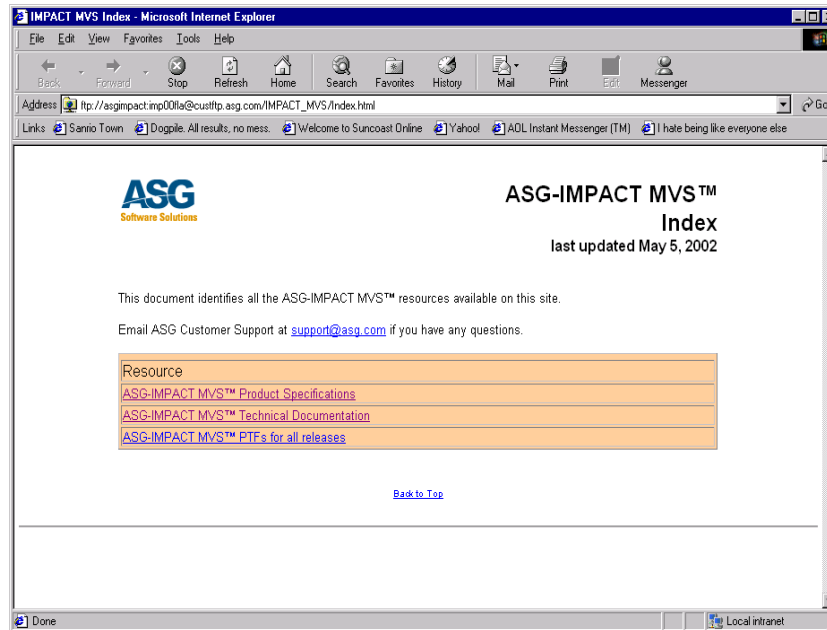 IMPACT MVS Index - Microsoft Internet Explorer
File Edit View Favorites Tools Help
Back Forward Stop Refresh Home Search Favorites History Mail Print Edit Messenger
Address ftp://asgimpact:imp00fla@custftp.asg.com/IMPACT_MVS/Index.html Go
Links Sanrio Town Dogpile. All results, no mess. Welcome to Suncoast Online Yahoo! AOL Instant Messenger (TM) I hate being like everyone else
ASG
Software Solutions
ASG-IMPACT MVS™
Index
last updated May 5, 2002
This document identifies all the ASG-IMPACT MVS™ resources available on this site.
Email ASG Customer Support at support@asg.com if you have any questions.
Resource
ASG-IMPACT MVS™ Product Specifications
ASG-IMPACT MVS™ Technical Documentation
ASG-IMPACT MVS™ PTFs for all releases
Back to Top
Done Local intranet